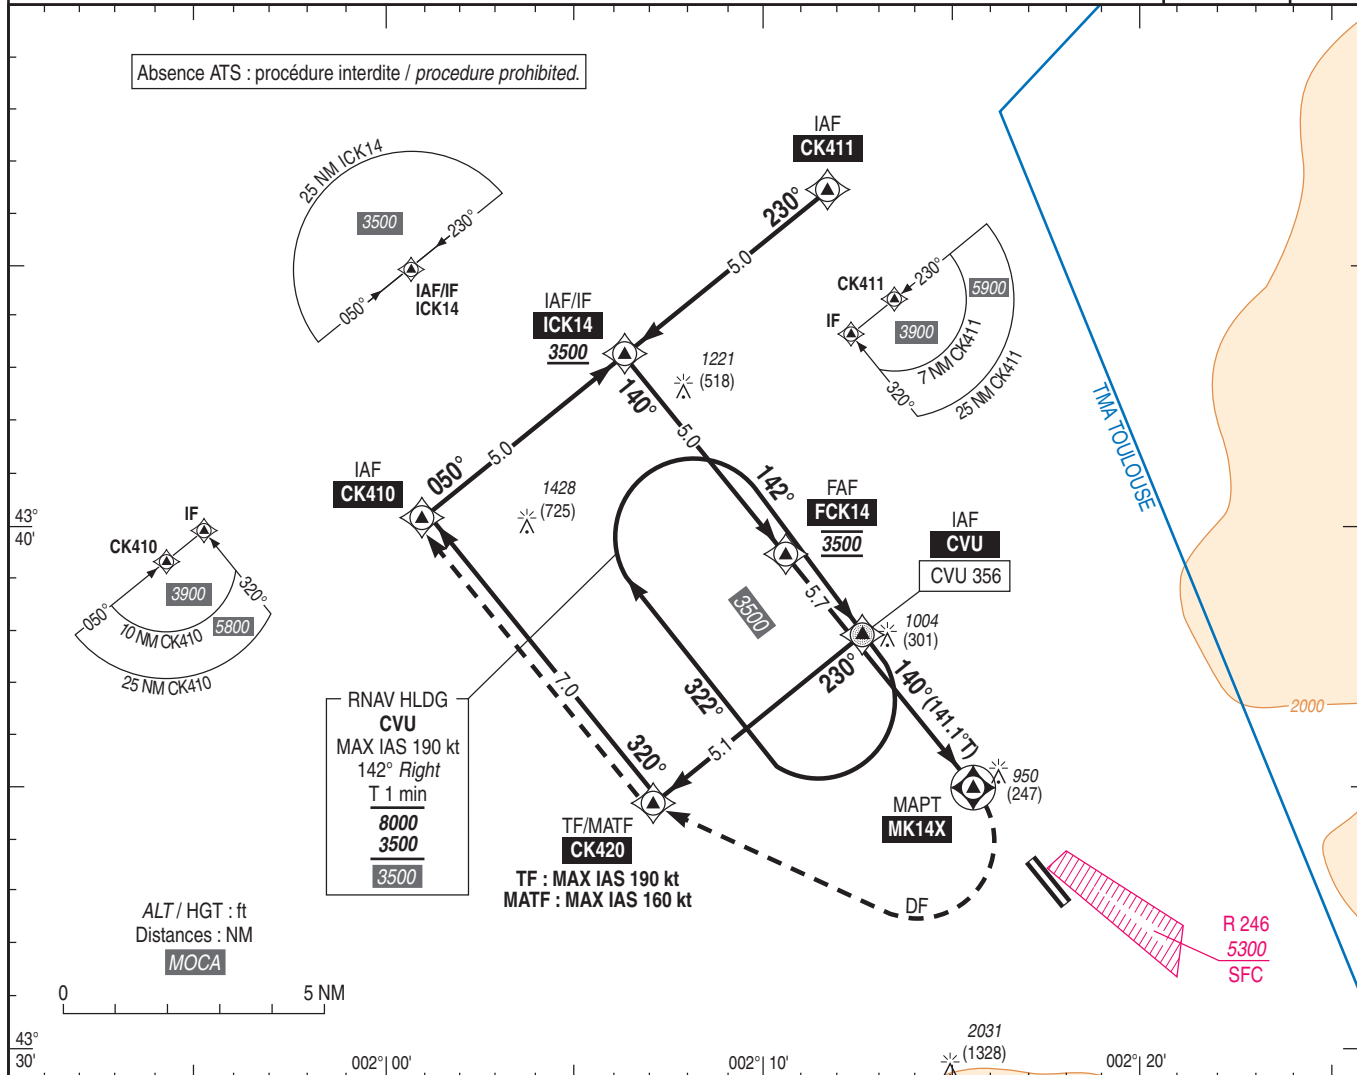 Absence ATS : procédure interdite / procedure prohibited.
IAF
CK411
25 NM ICK14
3500
230°
050°
IAF/IF
ICK14
230°
5.0
IAF/IF
ICK14
3500
1221
(518)
140°
5.0
CK411
230°
IF
5900
3900
7 NM CK411
25 NM CK411
320°
TMA TOULOUSE
IAF
CK410
050°
5.0
1428
(725)
142°
FAF
FCK14
3500
IAF
CVU
CVU 356
43°
40'
IF
CK410
3900
320°
050°
10 NM CK410
5800
25 NM CK410
3500
5.7
1004
(301)
230°
140° (141.1°T)
322°
7.0
5.1
320°
RNAV HLDG
CVU
MAX IAS 190 kt
142° Right
T 1 min
8000
3500
3500
2000
950
(247)
MAPT
MK14X
TF/MATF
CK420
TF : MAX IAS 190 kt
MATF : MAX IAS 160 kt
DF
R 246
5300
SFC
ALT / HGT : ft
Distances : NM
MOCA
0
5 NM
43°
30'
002° 00'
002° 10'
2031
(1328)
002° 20'